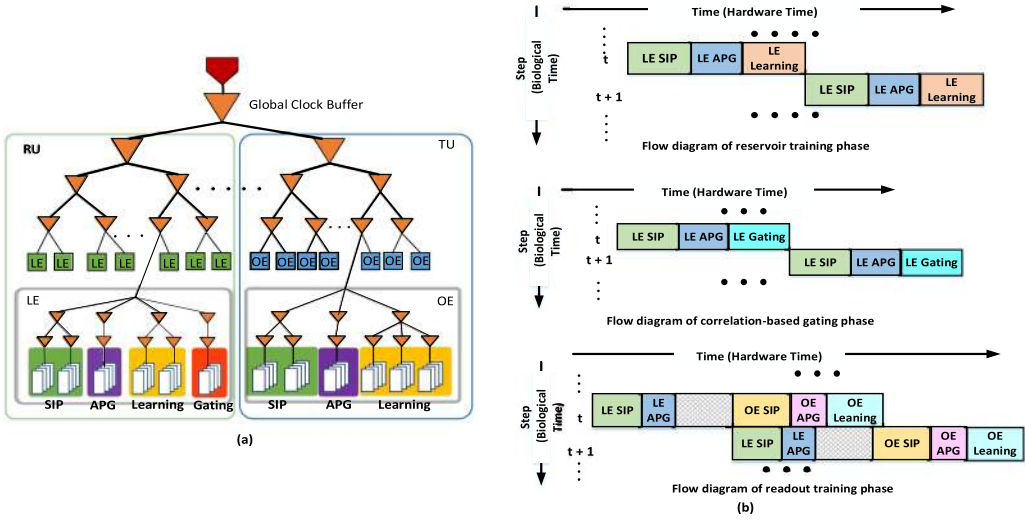 Global Clock Buffer
RU
TU
LE LE LE LE LE LE
OE OE OE OE OE OE OE
LE
OE
SIP APG Learning Gating
SIP APG Learning
(a)
Time (Hardware Time)
Step
(Biological Time)
t
LE SIP LE APG LE
Learning
t + 1
LE SIP LE APG LE
Learning
Flow diagram of reservoir training phase
Time (Hardware Time)
Step
(Biological Time)
t
LE SIP LE APG LE Gating
t + 1
LE SIP LE APG LE Gating
Flow diagram of correlation-based gating phase
Time (Hardware Time)
Step
(Biological Time)
t
LE SIP LE
APG OE SIP OE
APG OE
Leaning
t + 1
LE SIP LE
APG OE SIP OE
APG OE
Leaning
Flow diagram of readout training phase
(b)